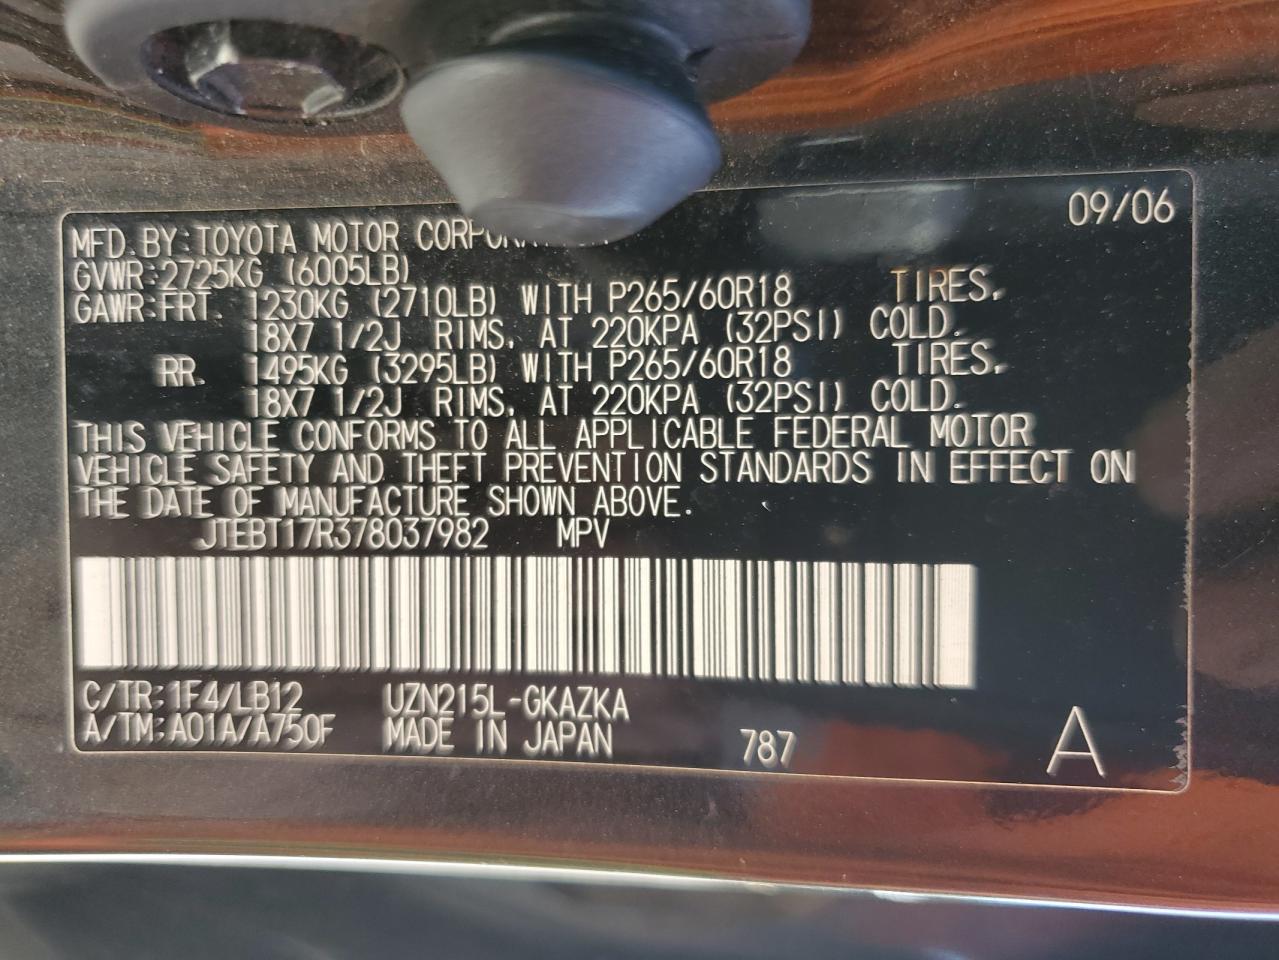 09/06
MFD. BY: TOYOTA MOTOR
GVWR: 2725KG (6005LB)
GAWR: FRT. 1230KG (2710LB) WITH P265/60R18 TIRES,
18X7 1/2J RIMS, AT 220KPA (32PSI) COLD.
RR. 1495KG (3295LB) WITH P265/60R18 TIRES,
18X7 1/2J RIMS, AT 220KPA (32PSI) COLD.
THIS VEHICLE CONFORMS TO ALL APPLICABLE FEDERAL MOTOR
VEHICLE SAFETY AND THEFT PREVENTION STANDARDS IN EFFECT ON
THE DATE OF MANUFACTURE SHOWN ABOVE.
JTEBT17R378037982 MPV
C/TR: 1F4/LB12 UZN215L-GKAZKA
A/TM: A01A/A750F MADE IN JAPAN 787 A